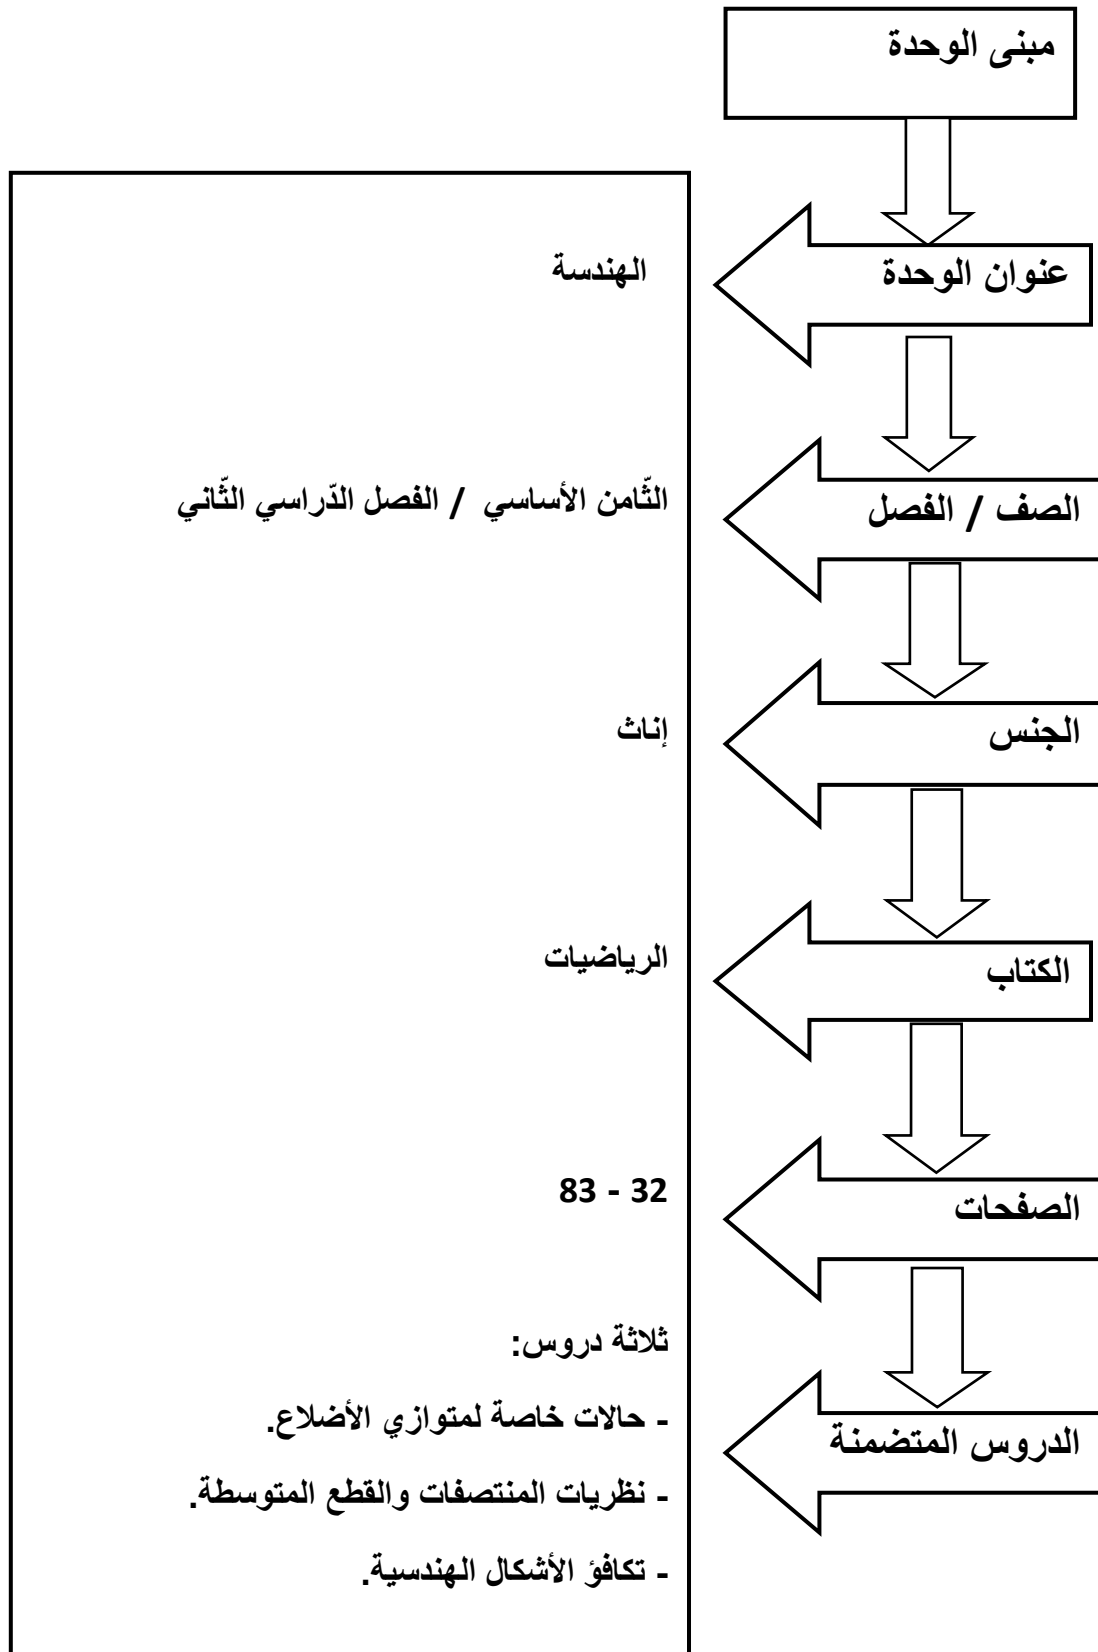 مبنى الوحدة
عنوان الوحدة
الهندسة
الصف / الفصل
الثّامن الأساسي / الفصل الدّراسي الثّاني
الجنس
إناث
الكتاب
الرياضيات
الصفحات
32 - 83
الدروس المتضمنة
ثلاثة دروس:
- حالات خاصة لمتوازي الأضلاع.
- نظريات المنتصفات والقطع المتوسطة.
- تكافؤ الأشكال الهندسية.